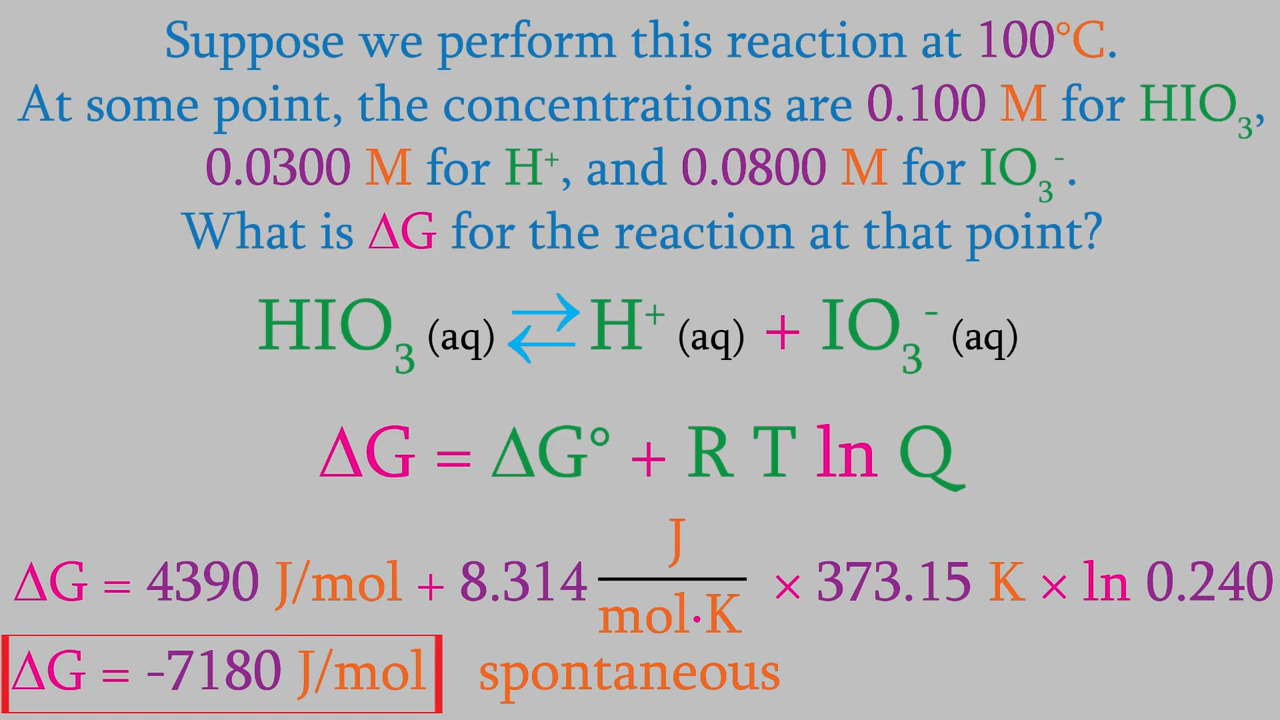 Suppose we perform this reaction at 100°C.
At some point, the concentrations are 0.100 M for HIO₃,
0.0300 M for H⁺, and 0.0800 M for IO₃⁻.
What is ΔG for the reaction at that point?
HIO₃ (aq) ⇄ H⁺ (aq) + IO₃⁻ (aq)
ΔG = ΔG° + R T ln Q
ΔG = 4390 J/mol + 8.314 J/mol·K × 373.15 K × ln 0.240
ΔG = -7180 J/mol spontaneous